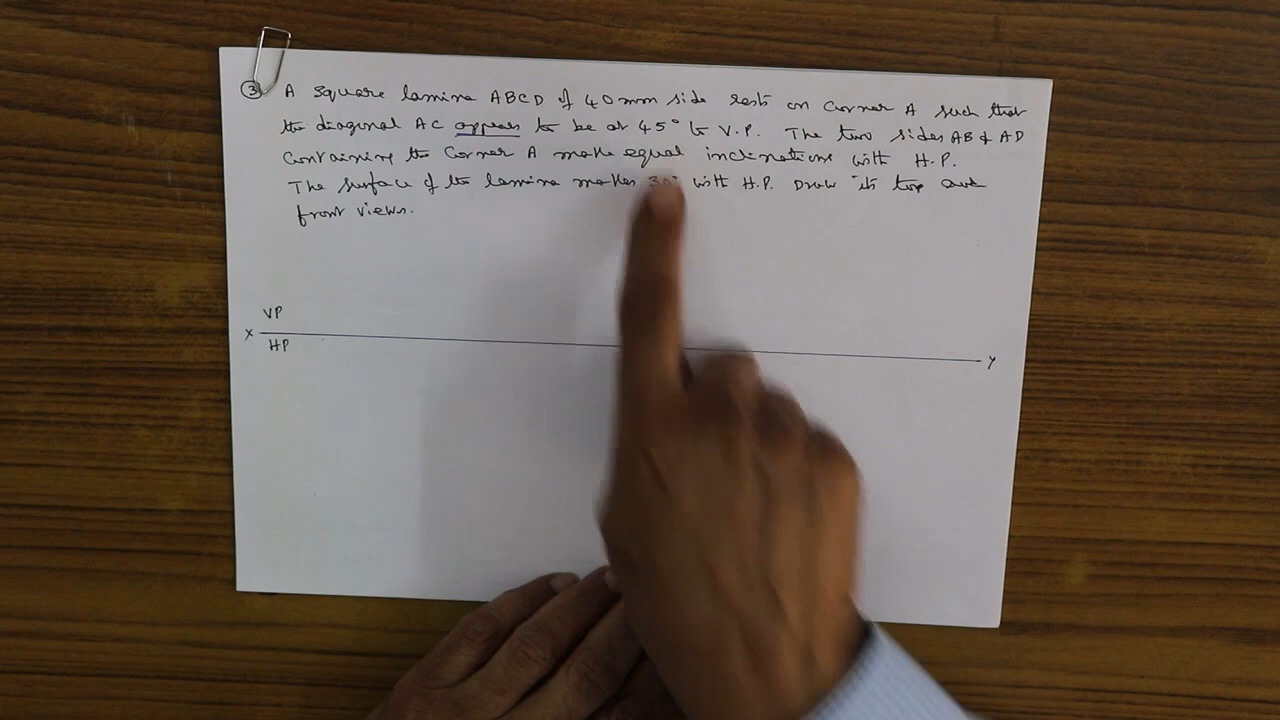 ③ A Square lamina ABCD of 40mm side rests on Corner A such that
the diagonal AC appears to be at 45° to V.P. The two sides AB & AD
Containing the Corner A make equal inclinations with H.P.
The surface of the lamina makes 30° with H.P. Draw its top and
front views.
VP
X Y
HP